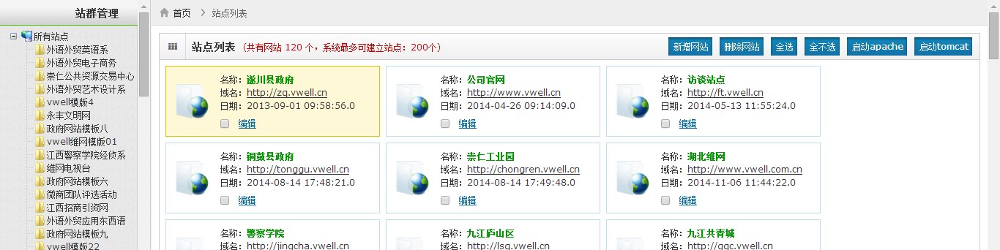 站群管理
所有站点
外语外贸英语系
外语外贸电子商务
崇仁公共资源交易中心
外语外贸艺术设计系
vwell模版4
永丰文明网
政府网站模板八
vwell维网模版01
江西警察学院经侦系
维网电视台
政府网站模板六
微商团队评选活动
江西招商引资网
外语外贸应用东西语
政府网站模板九
vwell模版22
首页 站点列表
站点列表 (共有网站 120 个，系统最多可建立站点：200个)
新增网站 删除网站 全选 全不选 启动apache 启动tomcat
名称：遂川县政府
域名：http://zq.vwell.cn
日期：2013-09-01 09:58:56.0
编辑
名称：公司官网
域名：http://www.vwell.cn
日期：2014-04-26 09:14:09.0
编辑
名称：访谈站点
域名：http://ft.vwell.cn
日期：2014-05-13 11:55:24.0
编辑
名称：铜鼓县政府
域名：http://tonggu.vwell.cn
日期：2014-08-14 17:48:21.0
编辑
名称：崇仁工业园
域名：http://chongren.vwell.cn
日期：2014-08-14 17:49:48.0
编辑
名称：湖北维网
域名：http://www.vwell.com.cn
日期：2014-11-06 11:44:22.0
编辑
名称：警察学院
域名：http://jingcha.vwell.cn
名称：九江庐山区
域名：http://lsq.vwell.cn
名称：九江共青城
域名：http://gqc.vwell.cn